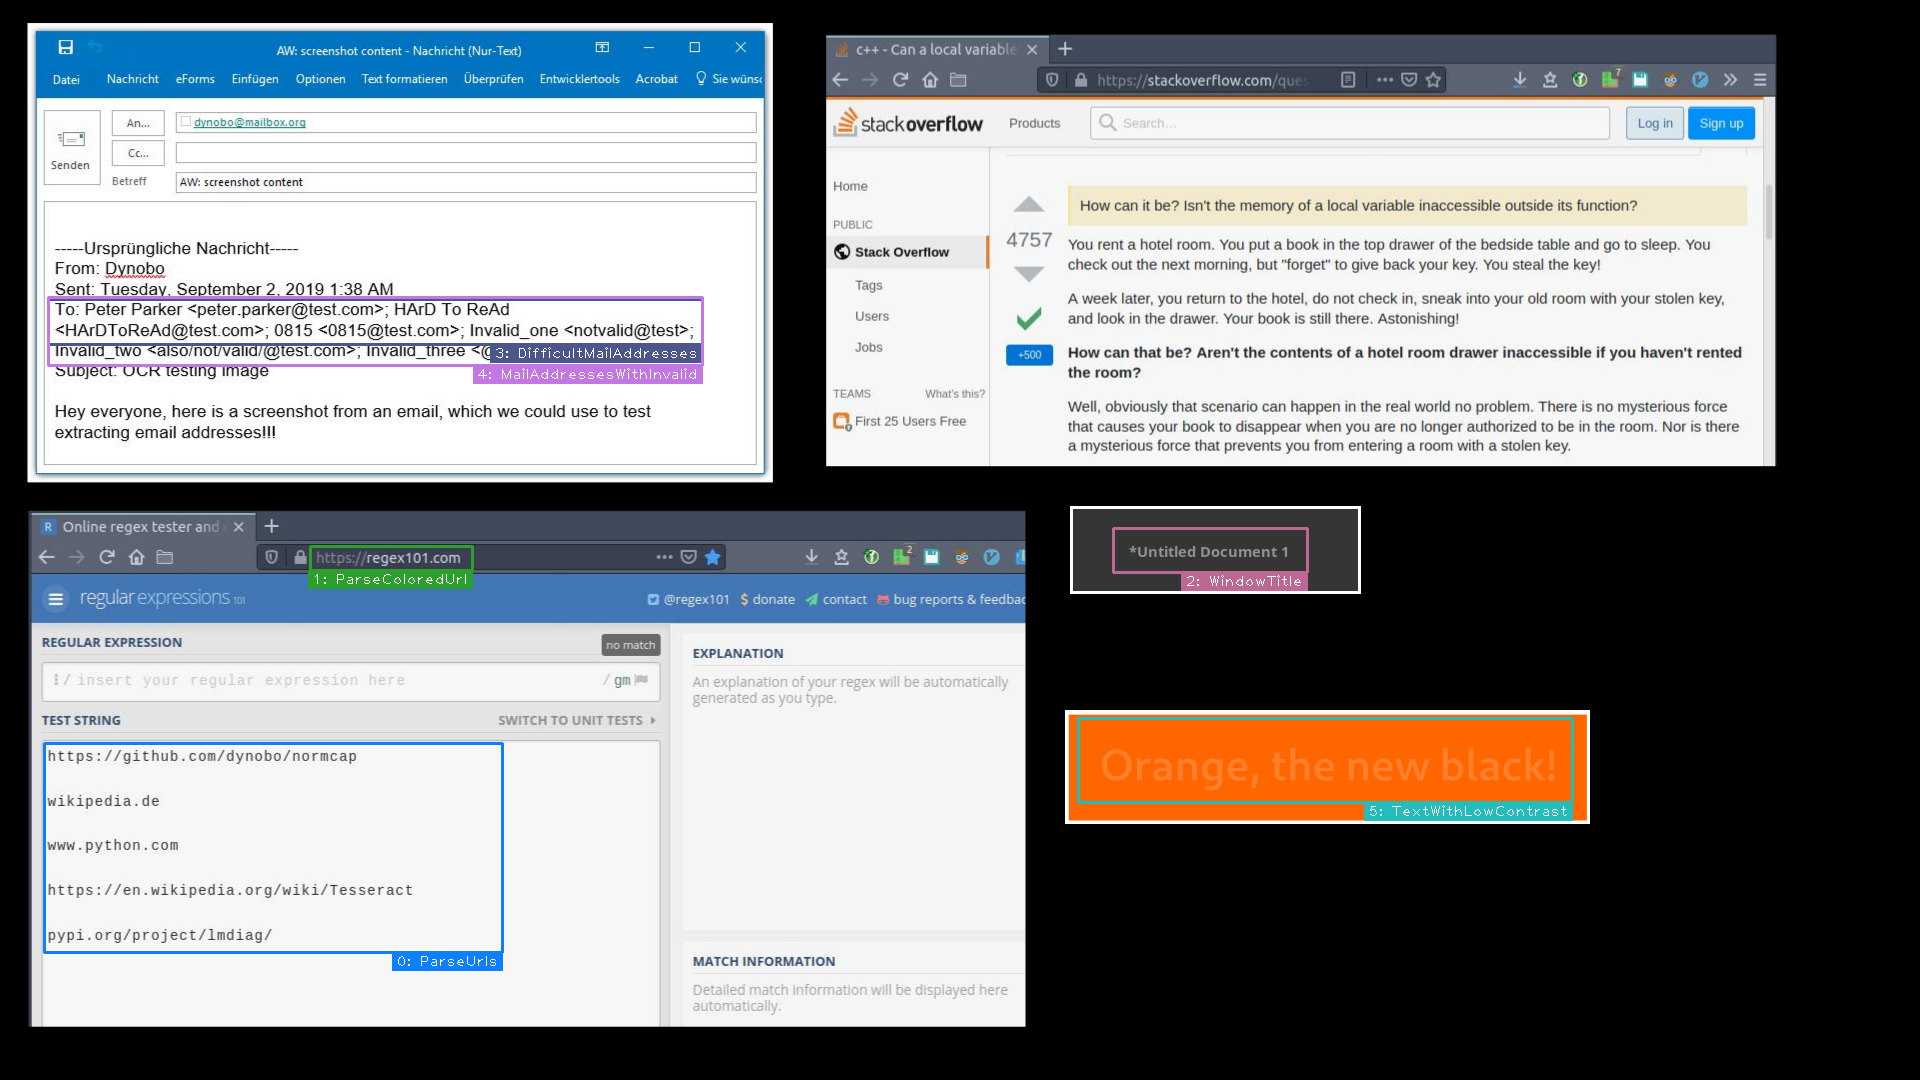 AW: screenshot content - Nachricht (Nur-Text)
Datei Nachricht eForms Einfügen Optionen Text formatieren Überprüfen Entwicklertools Acrobat Sie wünsc
An... dynobo@mailbox.org
Cc...
Senden
Betreff AW: screenshot content
-----Ursprüngliche Nachricht-----
From: Dynobo
Sent: Tuesday, September 2, 2019 1:38 AM
To: Peter Parker <peter.parker@test.com>; HArD To ReAd
<HArDToReAd@test.com>; 0815 <0815@test.com>; Invalid_one <notvalid@test>;
Invalid_two <also/not/valid/@test.com>; Invalid_three <@
3: DifficultMailAddresses
4: MailAddressesWithInvalid
Subject: OCR testing image
Hey everyone, here is a screenshot from an email, which we could use to test
extracting email addresses!!!
c++ - Can a local variable
https://stackoverflow.com/ques
7
stackoverflow Products Search... Log in Sign up
Home
PUBLIC
Stack Overflow
Tags
Users
Jobs
TEAMS What's this?
First 25 Users Free
4757
+500
How can it be? Isn't the memory of a local variable inaccessible outside its function?
You rent a hotel room. You put a book in the top drawer of the bedside table and go to sleep. You
check out the next morning, but "forget" to give back your key. You steal the key!
A week later, you return to the hotel, do not check in, sneak into your old room with your stolen key,
and look in the drawer. Your book is still there. Astonishing!
How can that be? Aren't the contents of a hotel room drawer inaccessible if you haven't rented
the room?
Well, obviously that scenario can happen in the real world no problem. There is no mysterious force
that causes your book to disappear when you are no longer authorized to be in the room. Nor is there
a mysterious force that prevents you from entering a room with a stolen key.
R Online regex tester and
https://regex101.com
2
1: ParseColoredUrl
regular expressions 101 @regex101 $ donate contact bug reports & feedbac
REGULAR EXPRESSION no match
/ insert your regular expression here / gm
TEST STRING SWITCH TO UNIT TESTS
https://github.com/dynobo/normcap
wikipedia.de
www.python.com
https://en.wikipedia.org/wiki/Tesseract
pypi.org/project/lmdiag/
0: ParseUrls
EXPLANATION
An explanation of your regex will be automatically
generated as you type.
MATCH INFORMATION
Detailed match information will be displayed here
automatically.
*Untitled Document 1
2: WindowTitle
Orange, the new black!
5: TextWithLowContrast